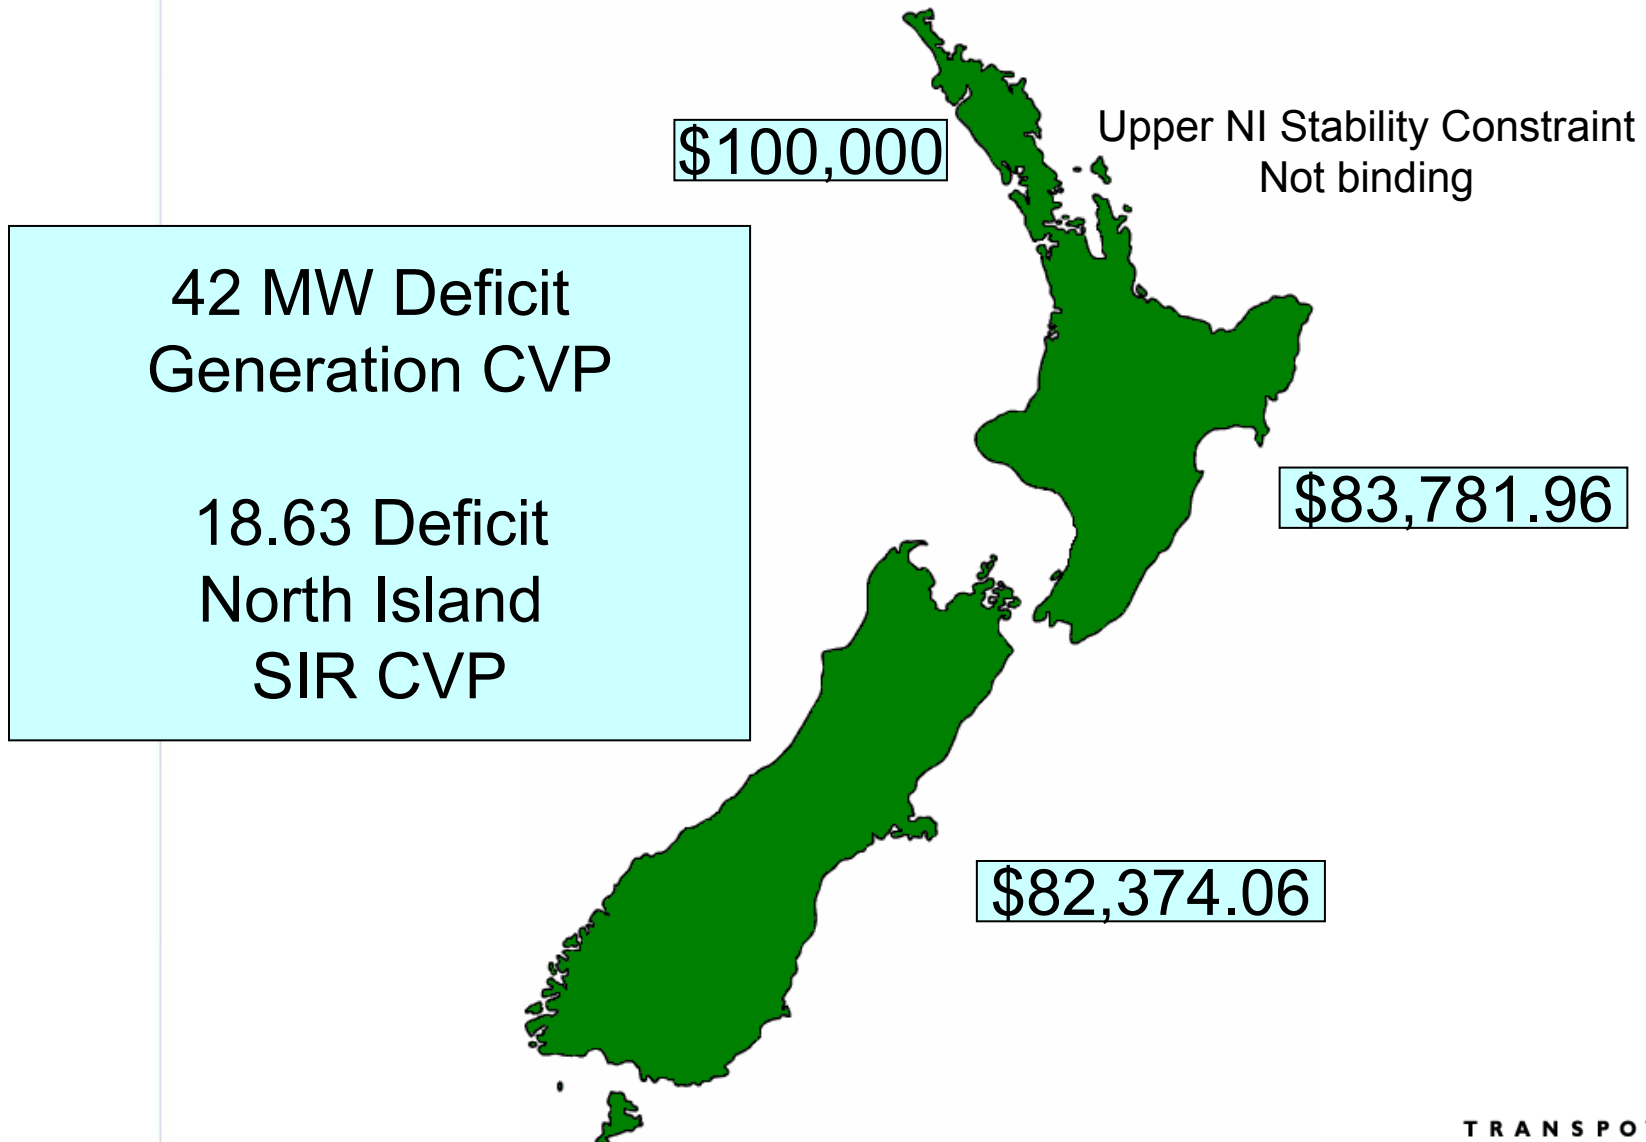 $100,000
Upper NI Stability Constraint
Not binding
42 MW Deficit
Generation CVP
18.63 Deficit
North Island
SIR CVP
$83,781.96
$82,374.06
TRANSPO